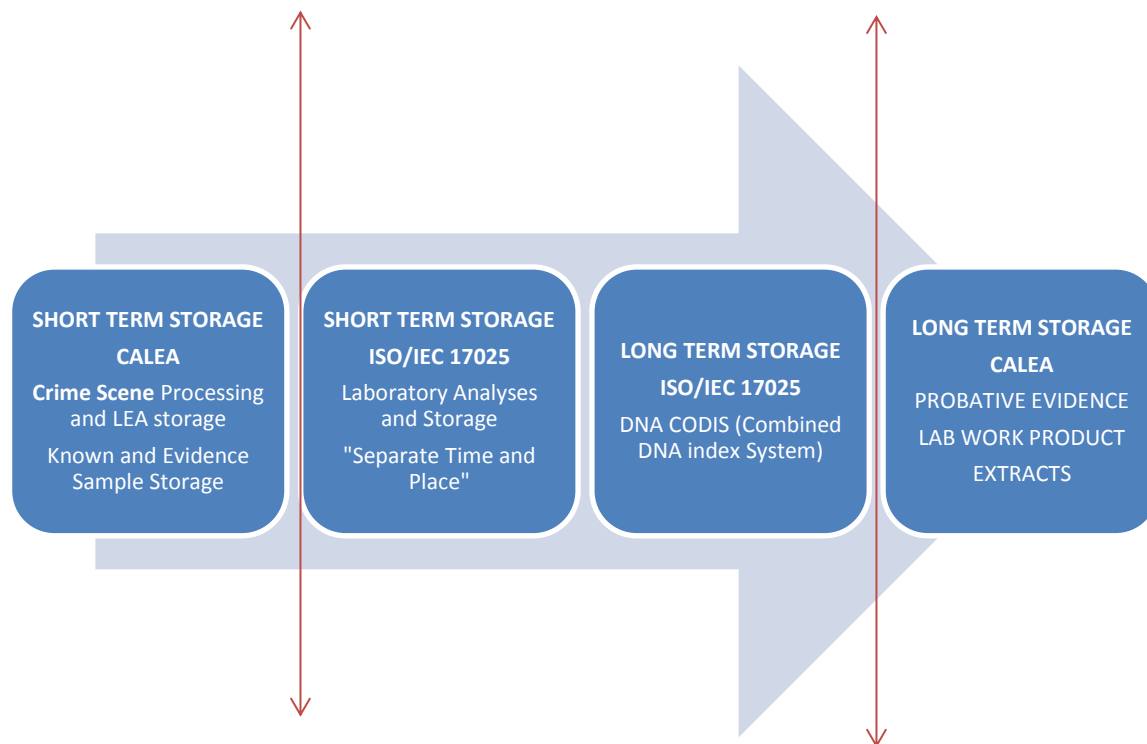 SHORT TERM STORAGE
CALEA
Crime Scene Processing
and LEA storage
Known and Evidence
Sample Storage
SHORT TERM STORAGE
ISO/IEC 17025
Laboratory Analyses
and Storage
"Separate Time and
Place"
LONG TERM STORAGE
ISO/IEC 17025
DNA CODIS (Combined
DNA index System)
LONG TERM STORAGE
CALEA
PROBATIVE EVIDENCE
LAB WORK PRODUCT
EXTRACTS